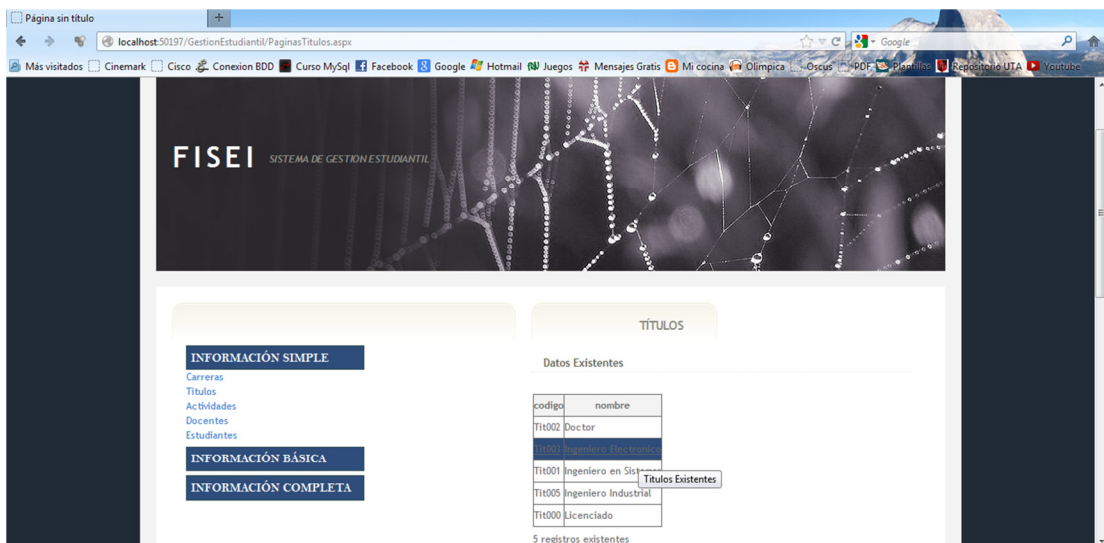 Página sin título
localhost:50197/GestionEstudiantil/PaginasTitulos.aspx
Google
Más visitados Cinemark Cisco Conexion BDD Curso MySql Facebook Google Hotmail Juegos Mensajes Gratis Mi cocina Olimpica Oscus PDF Plantillas Repositorio UTA Youtube
FISEI SISTEMA DE GESTION ESTUDIANTIL
TÍTULOS
INFORMACIÓN SIMPLE
Carreras
Titulos
Actividades
Docentes
Estudiantes
INFORMACIÓN BÁSICA
INFORMACIÓN COMPLETA
Datos Existentes
codigo nombre
Tit002 Doctor
Ingeniero Electronico
Tit001 Ingeniero en
Titulos Existentes
Tit005 Ingeniero Industrial
Tit000 Licenciado
5 registros existentes